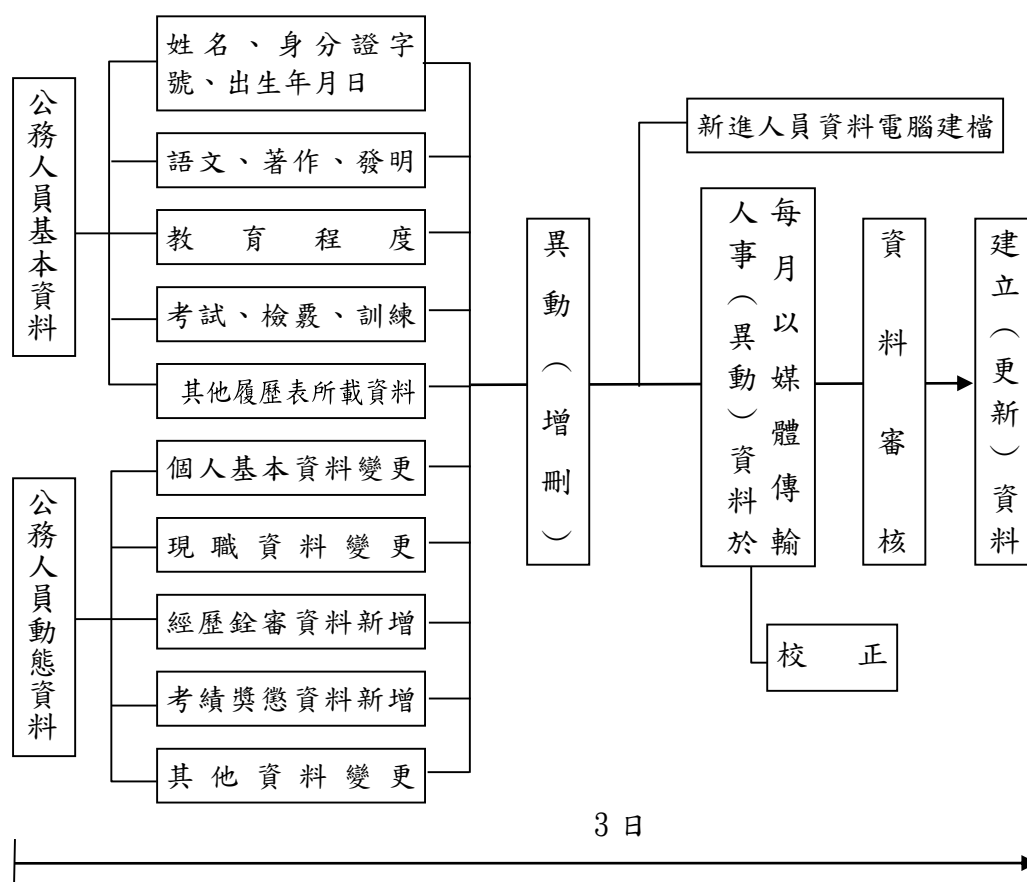 公務人員基本資料
姓名、身分證字
號、出生年月日
語文、著作、發明
教育程度
考試、檢覈、訓練
其他履歷表所載資料
公務人員動態資料
個人基本資料變更
現職資料變更
經歷銓審資料新增
考績獎懲資料新增
其他資料變更
異動（增刪）
新進人員資料電腦建檔
每月以媒體傳輸
人事（異動）資料於
校正
資料審核
建立（更新）資料
3日